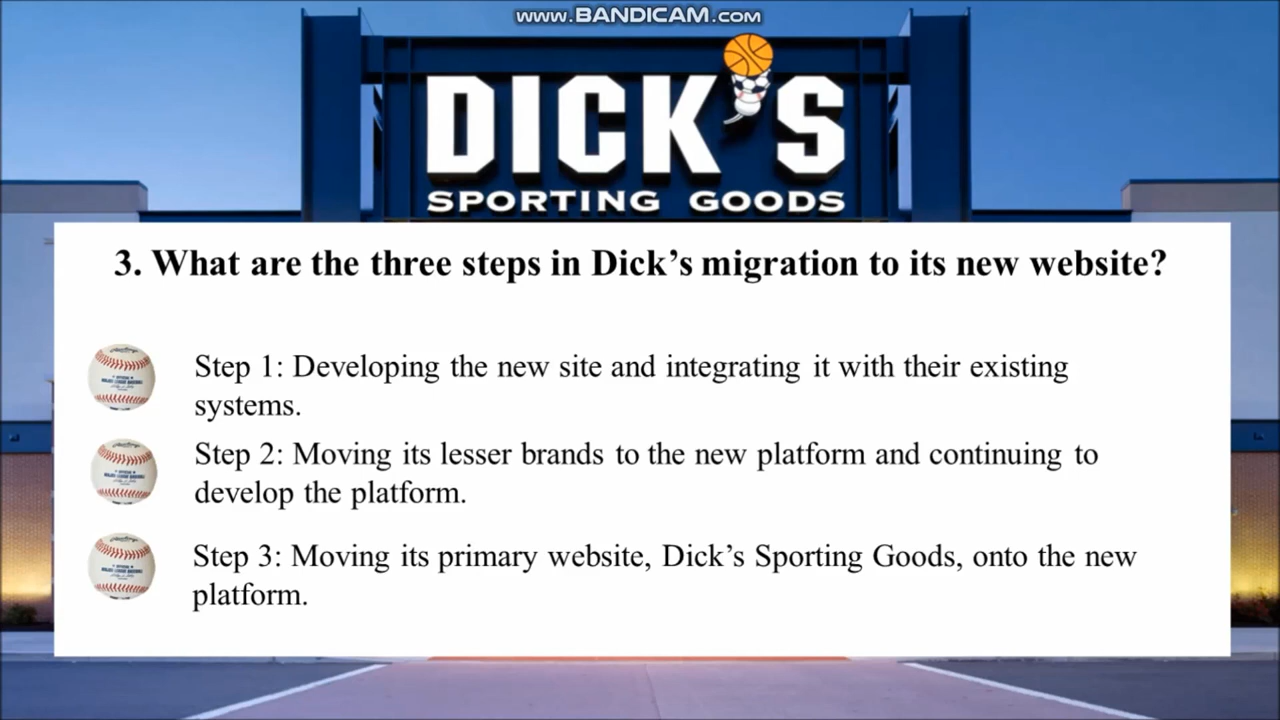 www.BANDICAM.com
DICK'S
SPORTING GOODS
3. What are the three steps in Dick’s migration to its new website?
Step 1: Developing the new site and integrating it with their existing
systems.
Step 2: Moving its lesser brands to the new platform and continuing to
develop the platform.
Step 3: Moving its primary website, Dick’s Sporting Goods, onto the new
platform.